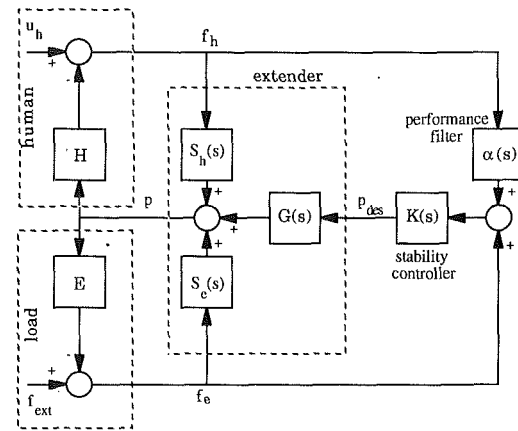 u_h
+
f_h
extender
human
H
S_h(s)
performance
filter
α(s)
+
+
p
+
G(s)
p_des
K(s)
+
stability
controller
+
E
S_e(s)
load
+
f_ext
f_e